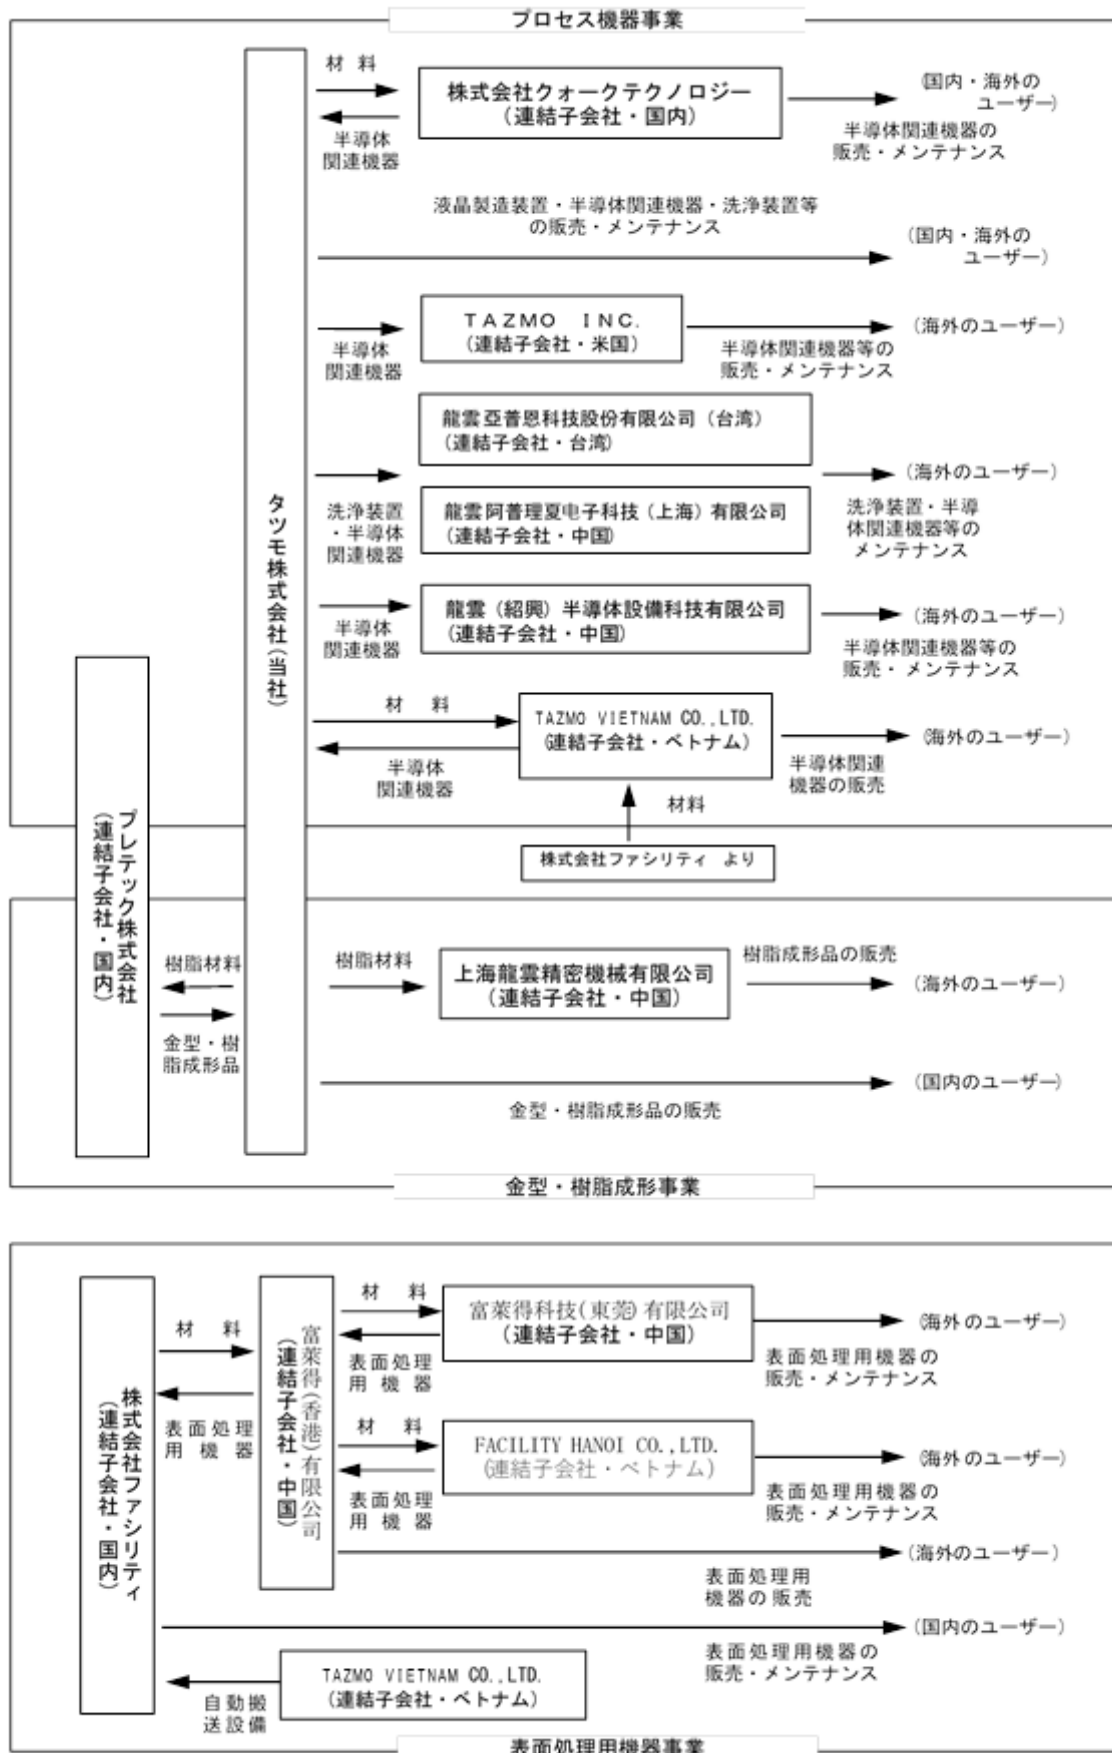 プロセス機器事業
材 料
株式会社クォークテクノロジー
(連結子会社・国内)
(国内・海外の
ユーザー)
半導体
関連機器
半導体関連機器の
販売・メンテナンス
液晶製造装置・半導体関連機器・洗浄装置等
の販売・メンテナンス
(国内・海外の
ユーザー)
TAZMO INC.
(連結子会社・米国)
(海外のユーザー)
半導体
関連機器
半導体関連機器等の
販売・メンテナンス
龍雲亞普恩科技股份有限公司(台湾)
(連結子会社・台湾)
(海外のユーザー)
洗浄装置
・半導体
関連機器
龍雲阿普理夏电子科技(上海)有限公司
(連結子会社・中国)
洗浄装置・半導
体関連機器等の
メンテナンス
タツモ株式会社(当社)
龍雲(紹興)半導体設備科技有限公司
(連結子会社・中国)
(海外のユーザー)
半導体
関連機器
半導体関連機器等の
販売・メンテナンス
材 料
TAZMO VIETNAM CO.,LTD.
(連結子会社・ベトナム)
(海外のユーザー)
半導体
関連機器
半導体関連
機器の販売
材料
株式会社ファシリティ より
プレテック株式会社
(連結子会社・国内)
樹脂材料
金型・樹
脂成形品
樹脂材料
上海龍雲精密機械有限公司
(連結子会社・中国)
樹脂成形品の販売
(海外のユーザー)
(国内のユーザー)
金型・樹脂成形品の販売
金型・樹脂成形事業
材 料
富莱得科技(東莞)有限公司
(連結子会社・中国)
(海外のユーザー)
材 料
表面処理
用機器
表面処理用機器の
販売・メンテナンス
株式会社ファシリティ
(連結子会社・国内)
表面処理
用機器
富莱得(香港)有限公司
(連結子会社・中国)
材 料
FACILITY HANOI CO.,LTD.
(連結子会社・ベトナム)
(海外のユーザー)
表面処理
用機器
表面処理用機器の
販売・メンテナンス
(海外のユーザー)
表面処理用
機器の販売
(国内のユーザー)
表面処理用機器の
販売・メンテナンス
TAZMO VIETNAM CO.,LTD.
(連結子会社・ベトナム)
自動搬
送設備
表面処理用機器事業